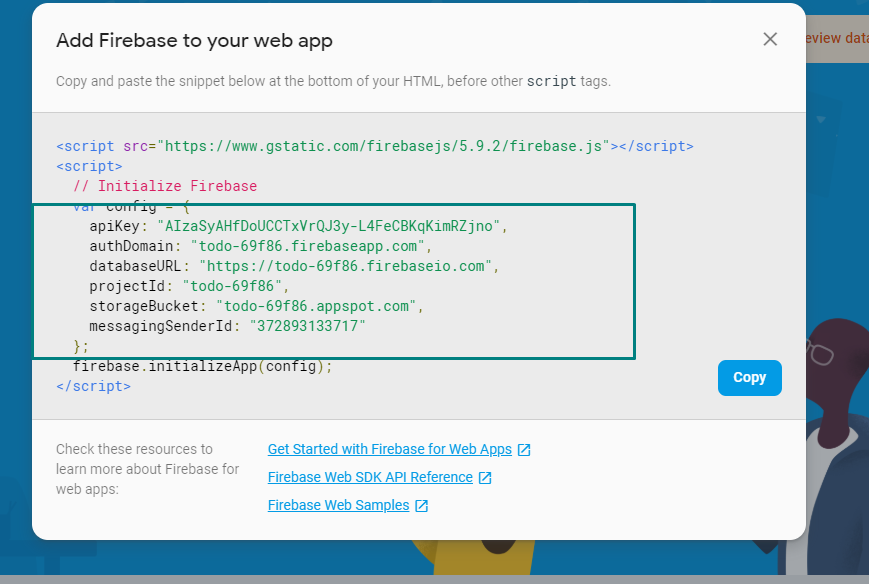 Add Firebase to your web app
eview data
Copy and paste the snippet below at the bottom of your HTML, before other script tags.
<script src="https://www.gstatic.com/firebasejs/5.9.2/firebase.js"></script>
<script>
// Initialize Firebase
var config = {
apiKey: "AIzaSyAHfDoUCCTxVrQJ3y-L4FeCBKqKimRZjno",
authDomain: "todo-69f86.firebaseapp.com",
databaseURL: "https://todo-69f86.firebaseio.com",
projectId: "todo-69f86",
storageBucket: "todo-69f86.appspot.com",
messagingSenderId: "372893133717"
};
firebase.initializeApp(config);
</script>
Copy
Check these resources to
learn more about Firebase for
web apps:
Get Started with Firebase for Web Apps
Firebase Web SDK API Reference
Firebase Web Samples